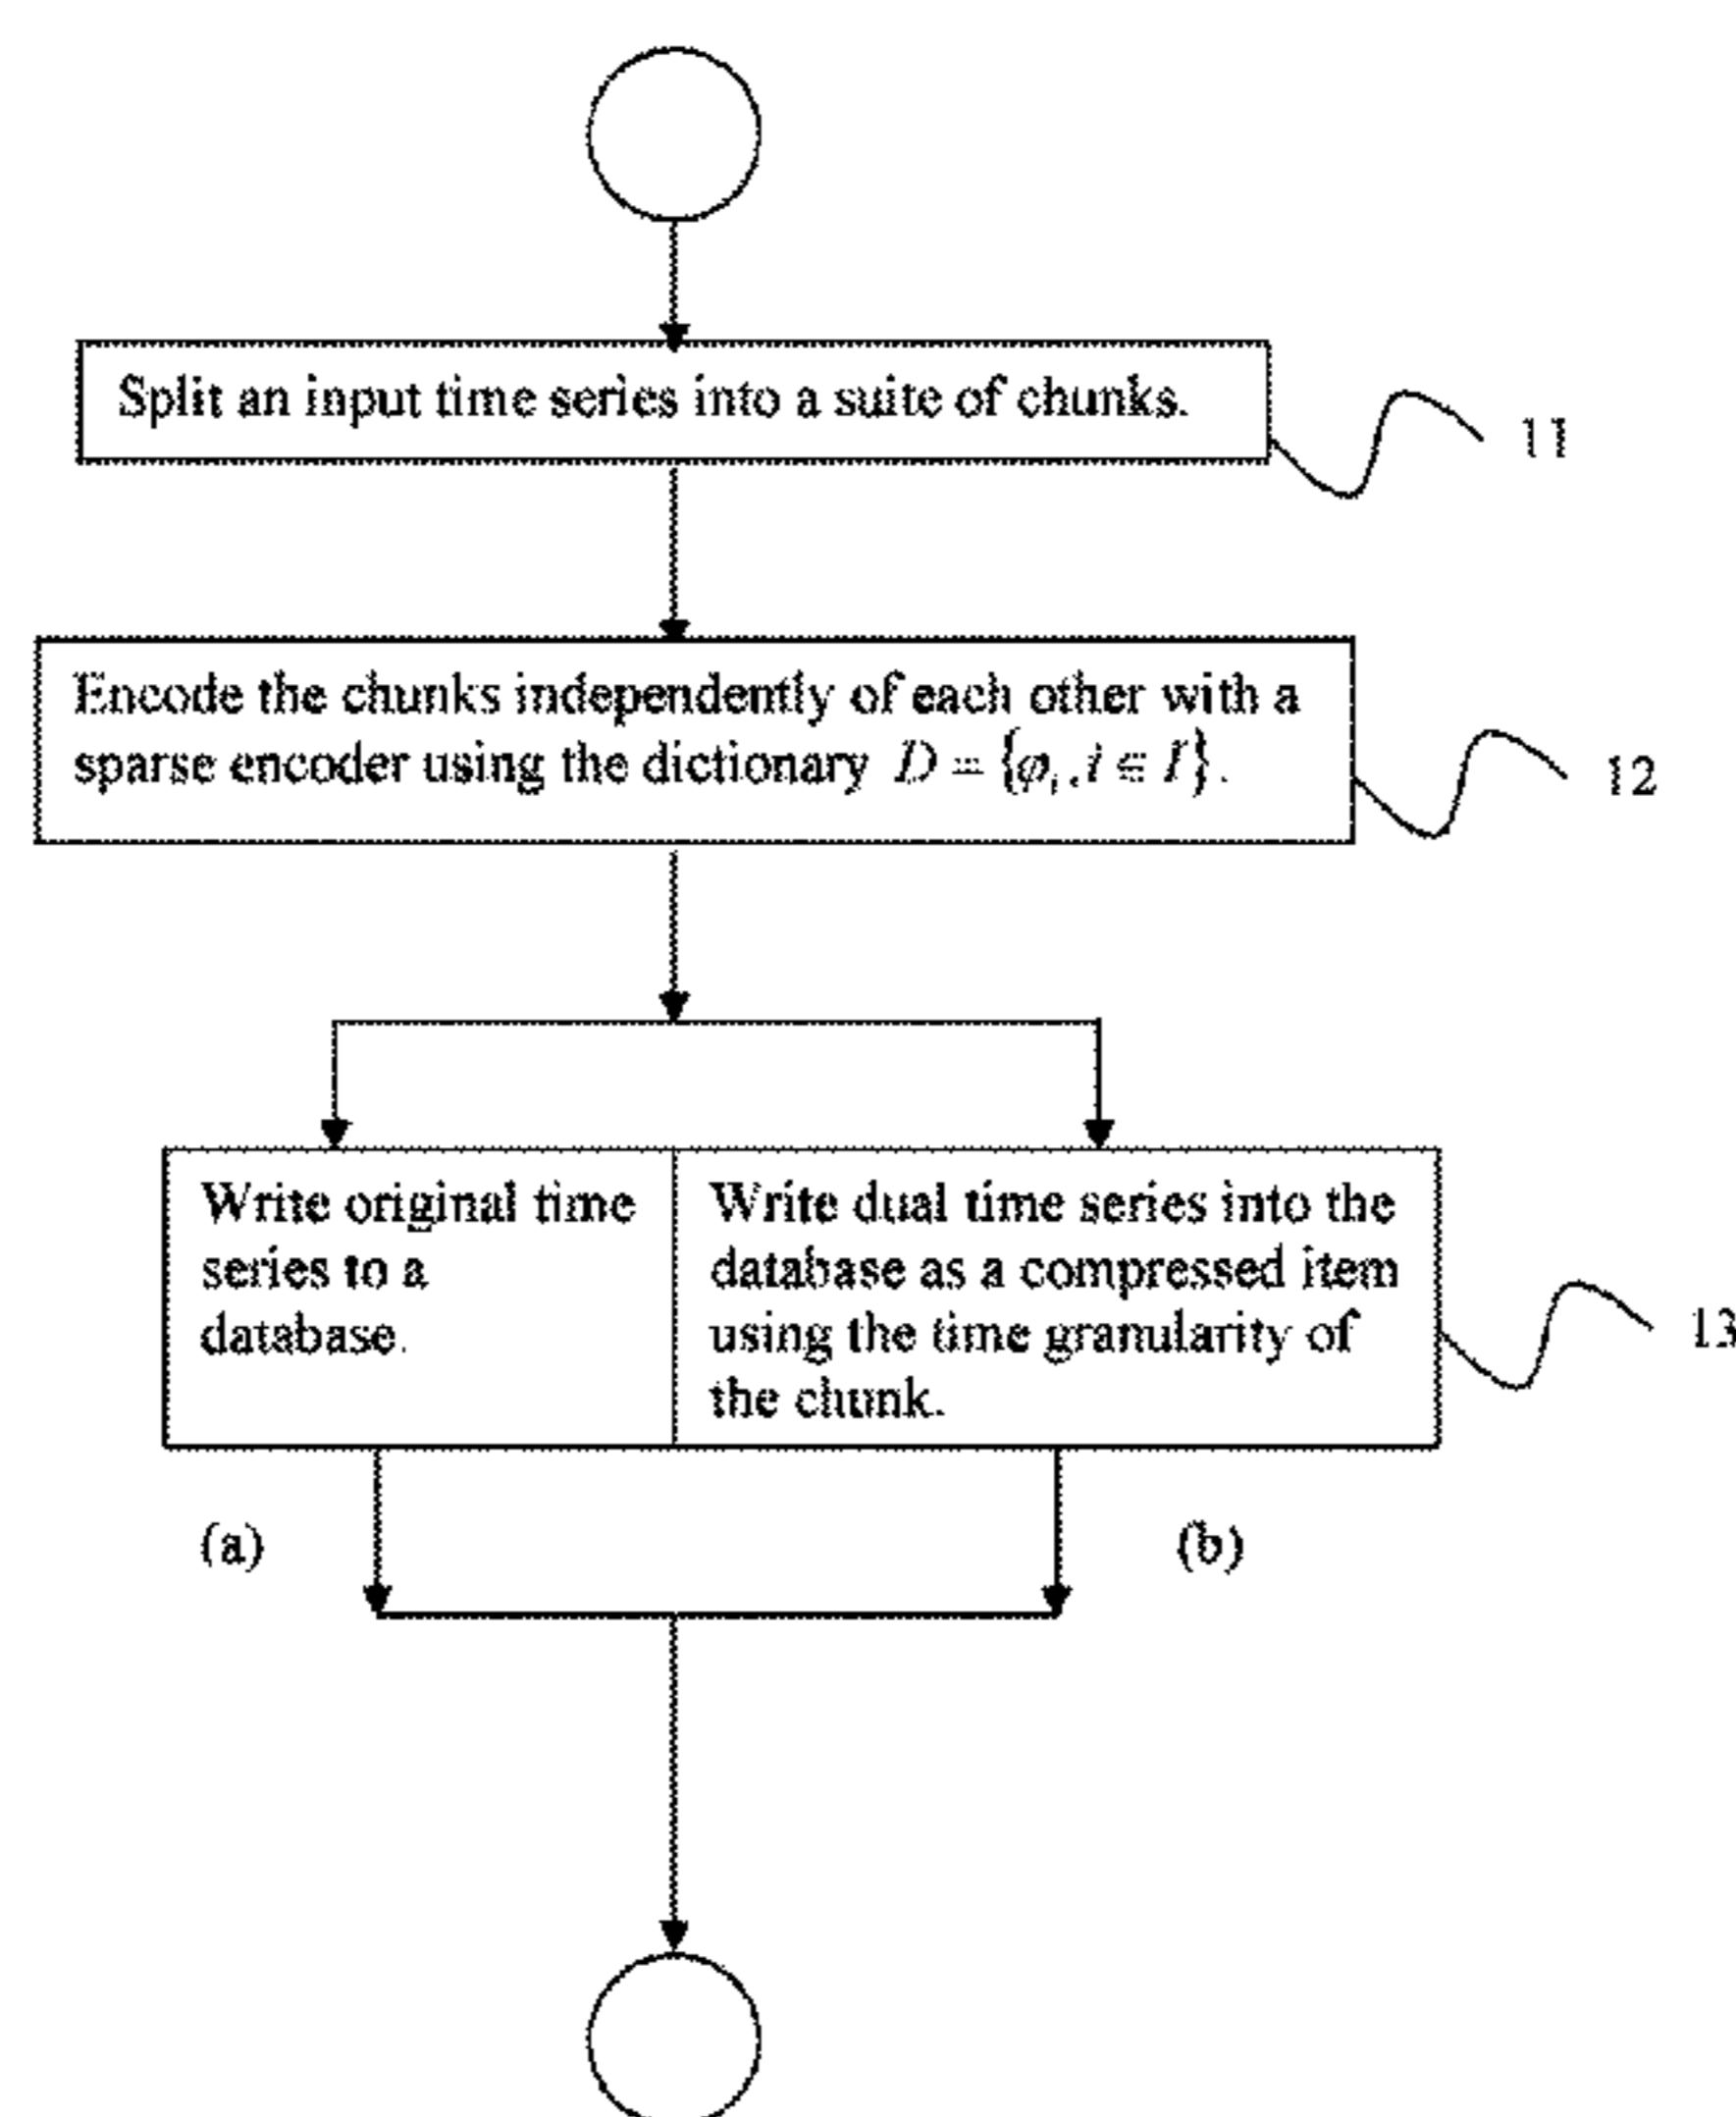 Split an input time series into a suite of chunks.
11
Encode the chunks independently of each other with a
sparse encoder using the dictionary D = {φᵢ, i ∈ I}.
12
Write original time
series to a
database.
Write dual time series into the
database as a compressed item
using the time granularity of
the chunk.
13
(a)
(b)